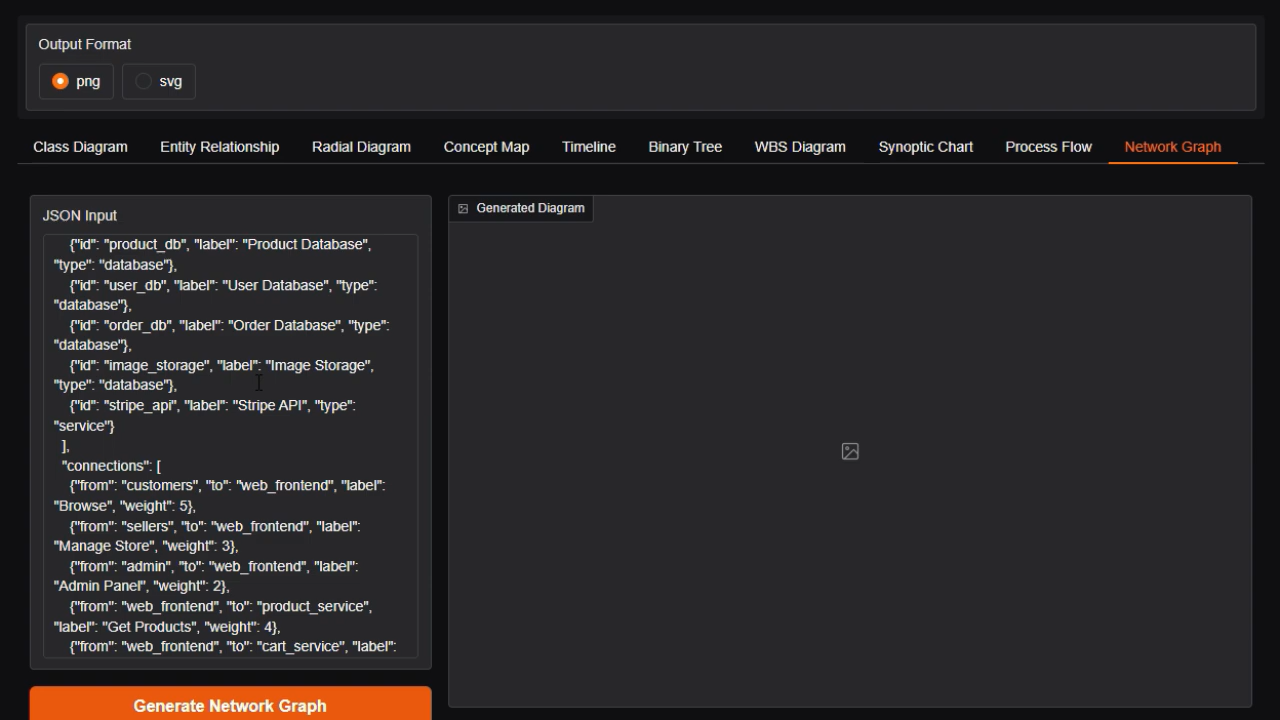 Output Format
png svg
Class Diagram Entity Relationship Radial Diagram Concept Map Timeline Binary Tree WBS Diagram Synoptic Chart Process Flow Network Graph
JSON Input
{"id": "product_db", "label": "Product Database",
"type": "database"},
{"id": "user_db", "label": "User Database", "type":
"database"},
{"id": "order_db", "label": "Order Database", "type":
"database"},
{"id": "image_storage", "label": "Image Storage",
"type": "database"},
{"id": "stripe_api", "label": "Stripe API", "type":
"service"}
],
"connections": [
{"from": "customers", "to": "web_frontend", "label":
"Browse", "weight": 5},
{"from": "sellers", "to": "web_frontend", "label":
"Manage Store", "weight": 3},
{"from": "admin", "to": "web_frontend", "label":
"Admin Panel", "weight": 2},
{"from": "web_frontend", "to": "product_service",
"label": "Get Products", "weight": 4},
{"from": "web_frontend", "to": "cart_service", "label":
Generate Network Graph
Generated Diagram